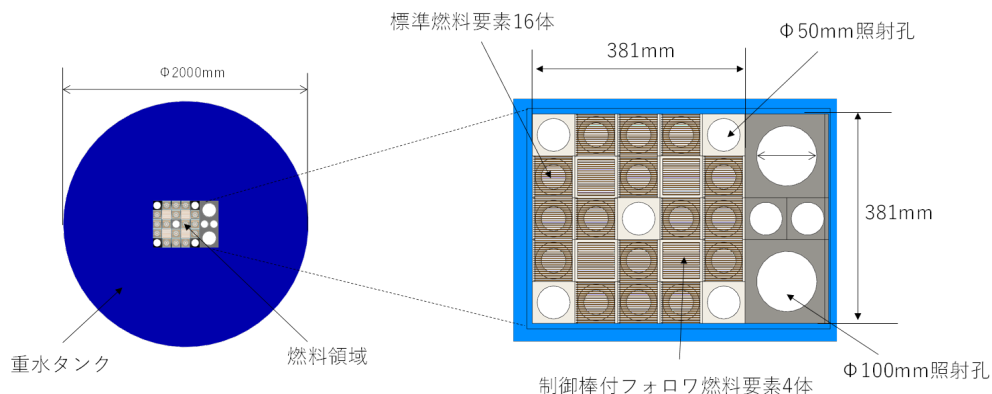 標準燃料要素16体
Φ50mm照射孔
381mm
Φ2000mm
381mm
重水タンク
燃料領域
制御棒付フォロワ燃料要素4体
Φ100mm照射孔